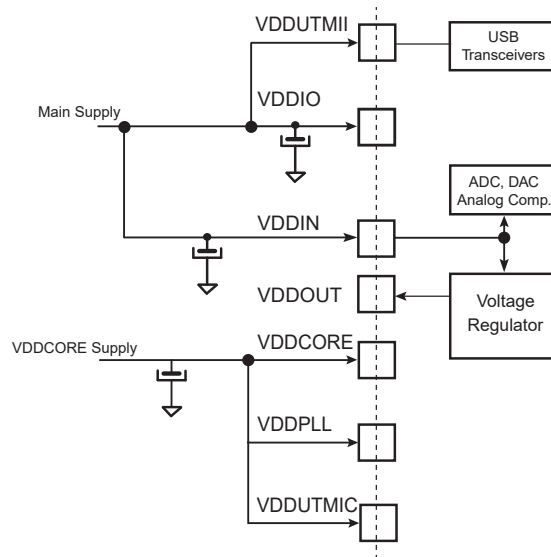 VDDUTMII
USB
Transceivers
VDDIO
Main Supply
ADC, DAC
Analog Comp.
VDDIN
VDDOUT
Voltage
Regulator
VDDCORE
VDDCORE Supply
VDDPLL
VDDUTMIC